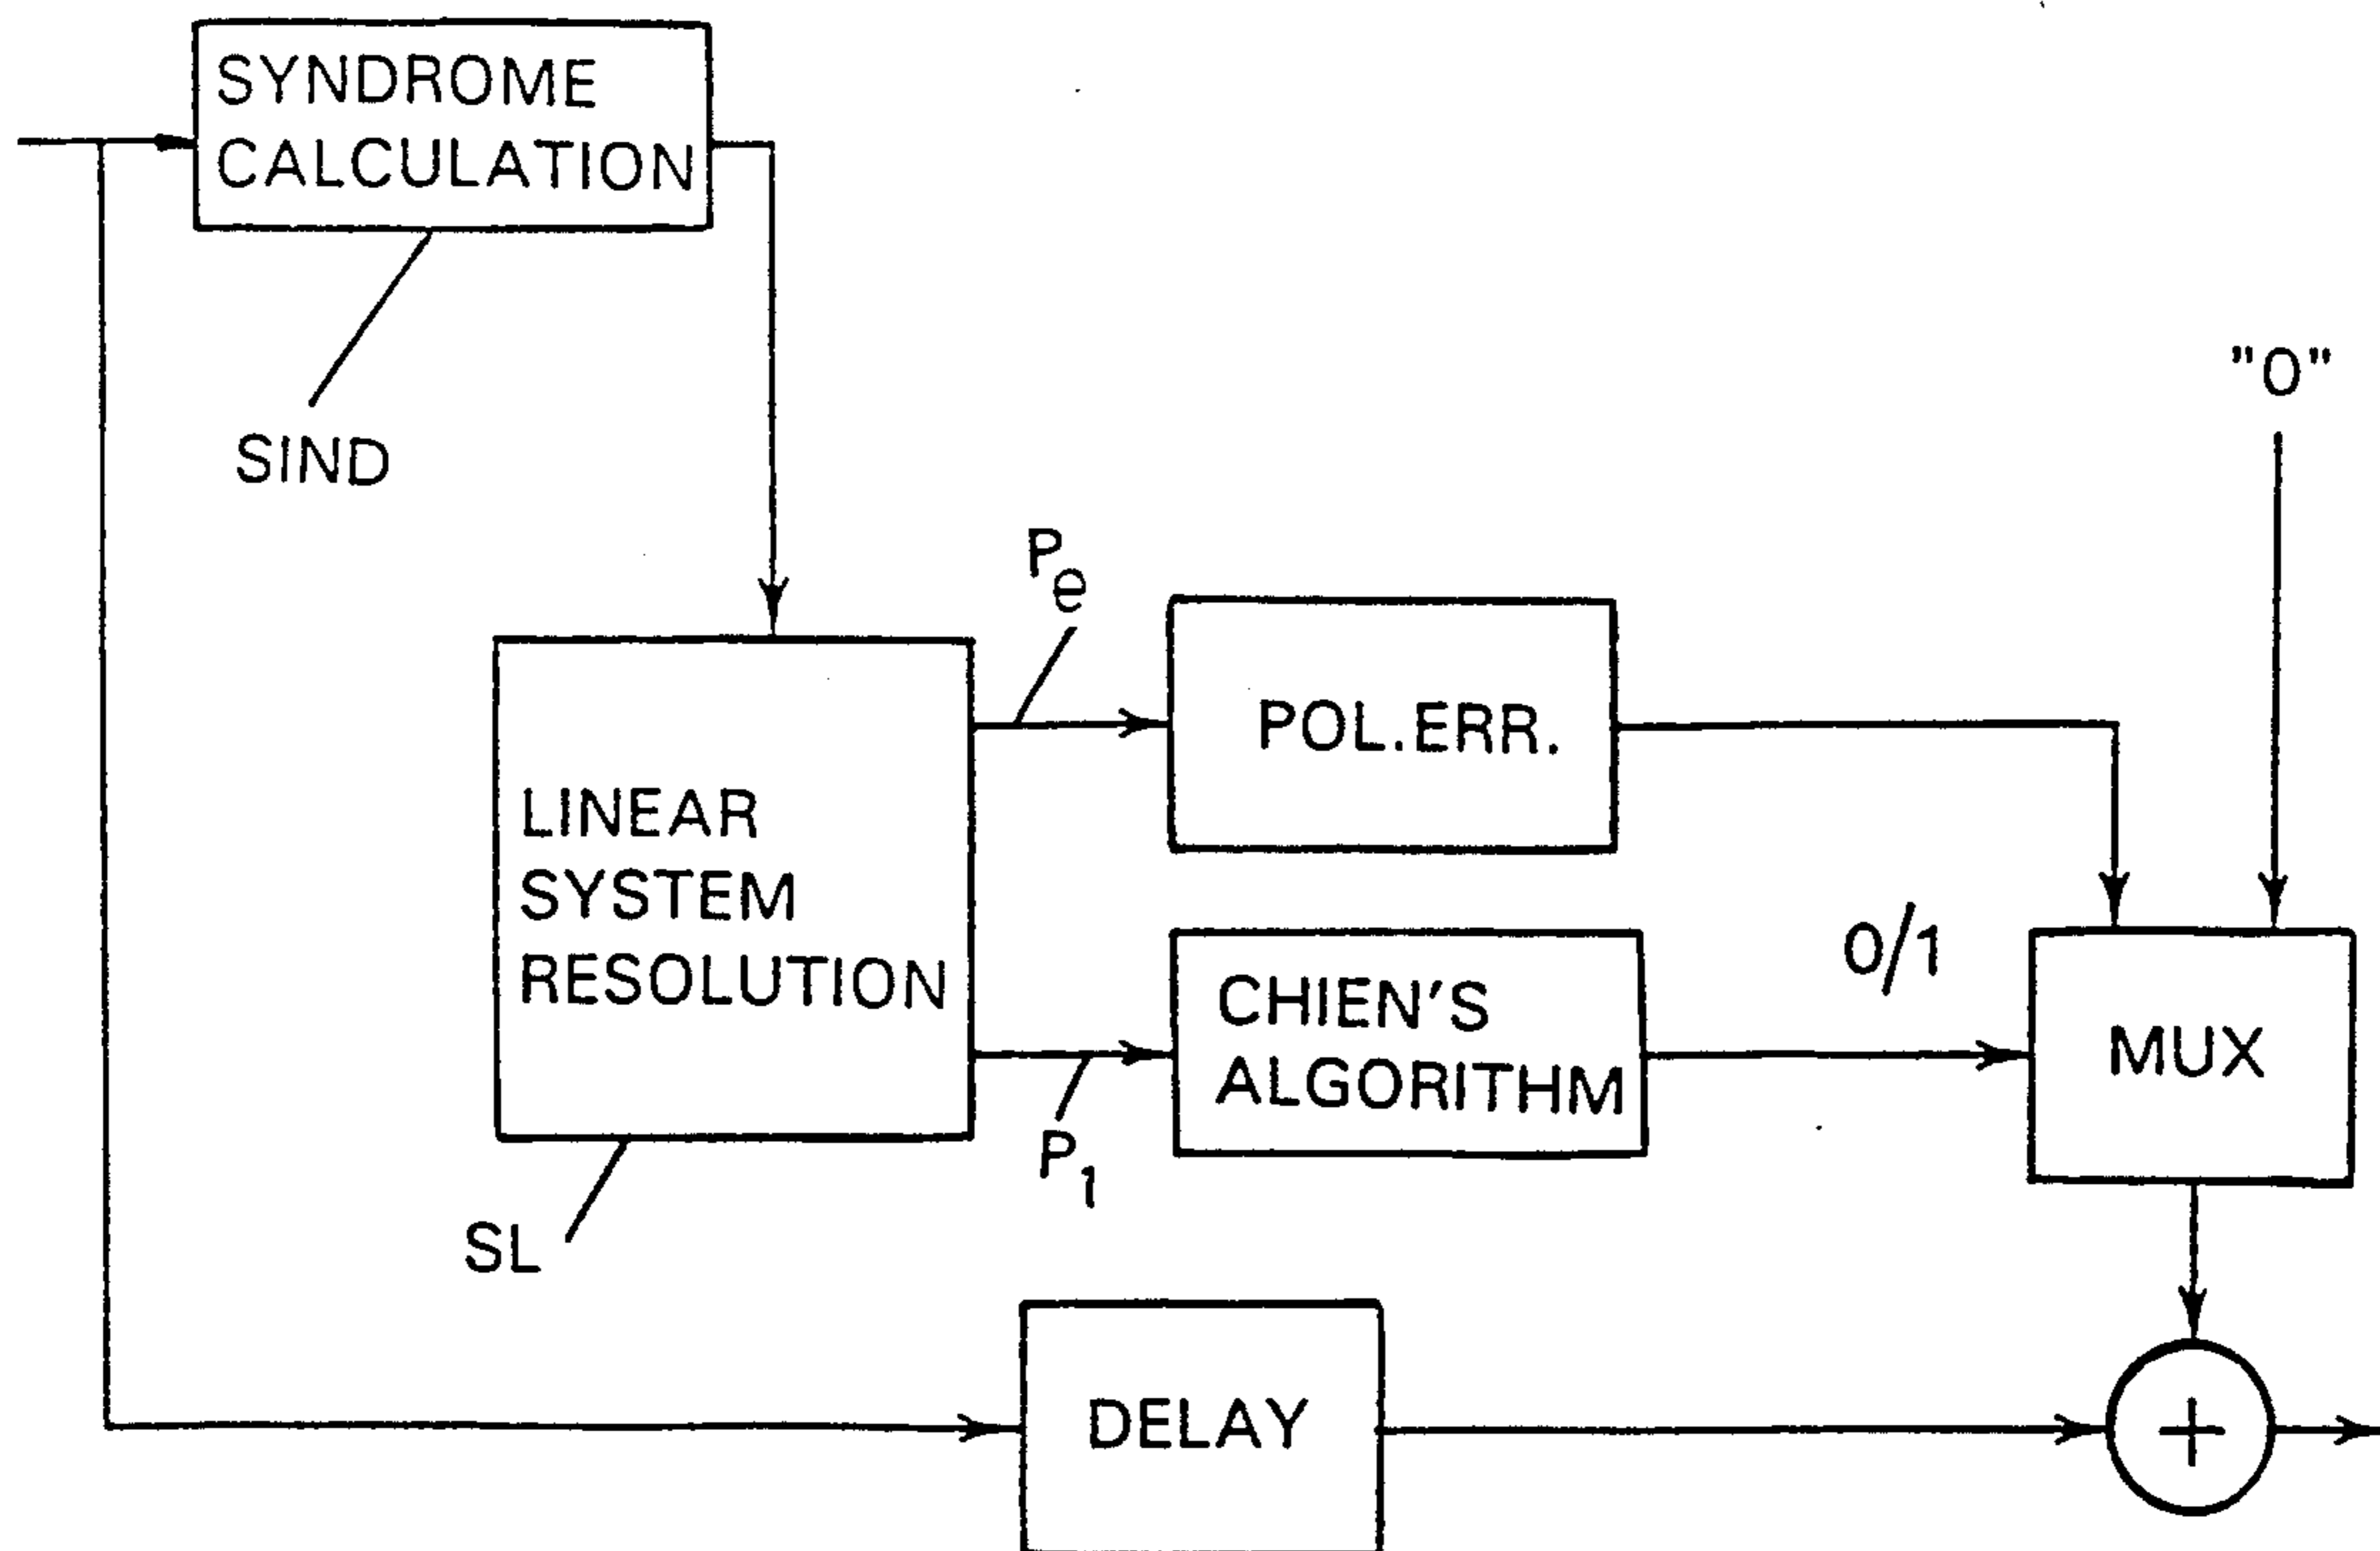 SYNDROME
CALCULATION
SIND
"0"
Pe
POL.ERR.
LINEAR
SYSTEM
RESOLUTION
CHIEN'S
ALGORITHM
0/1
MUX
P1
SL
DELAY
+